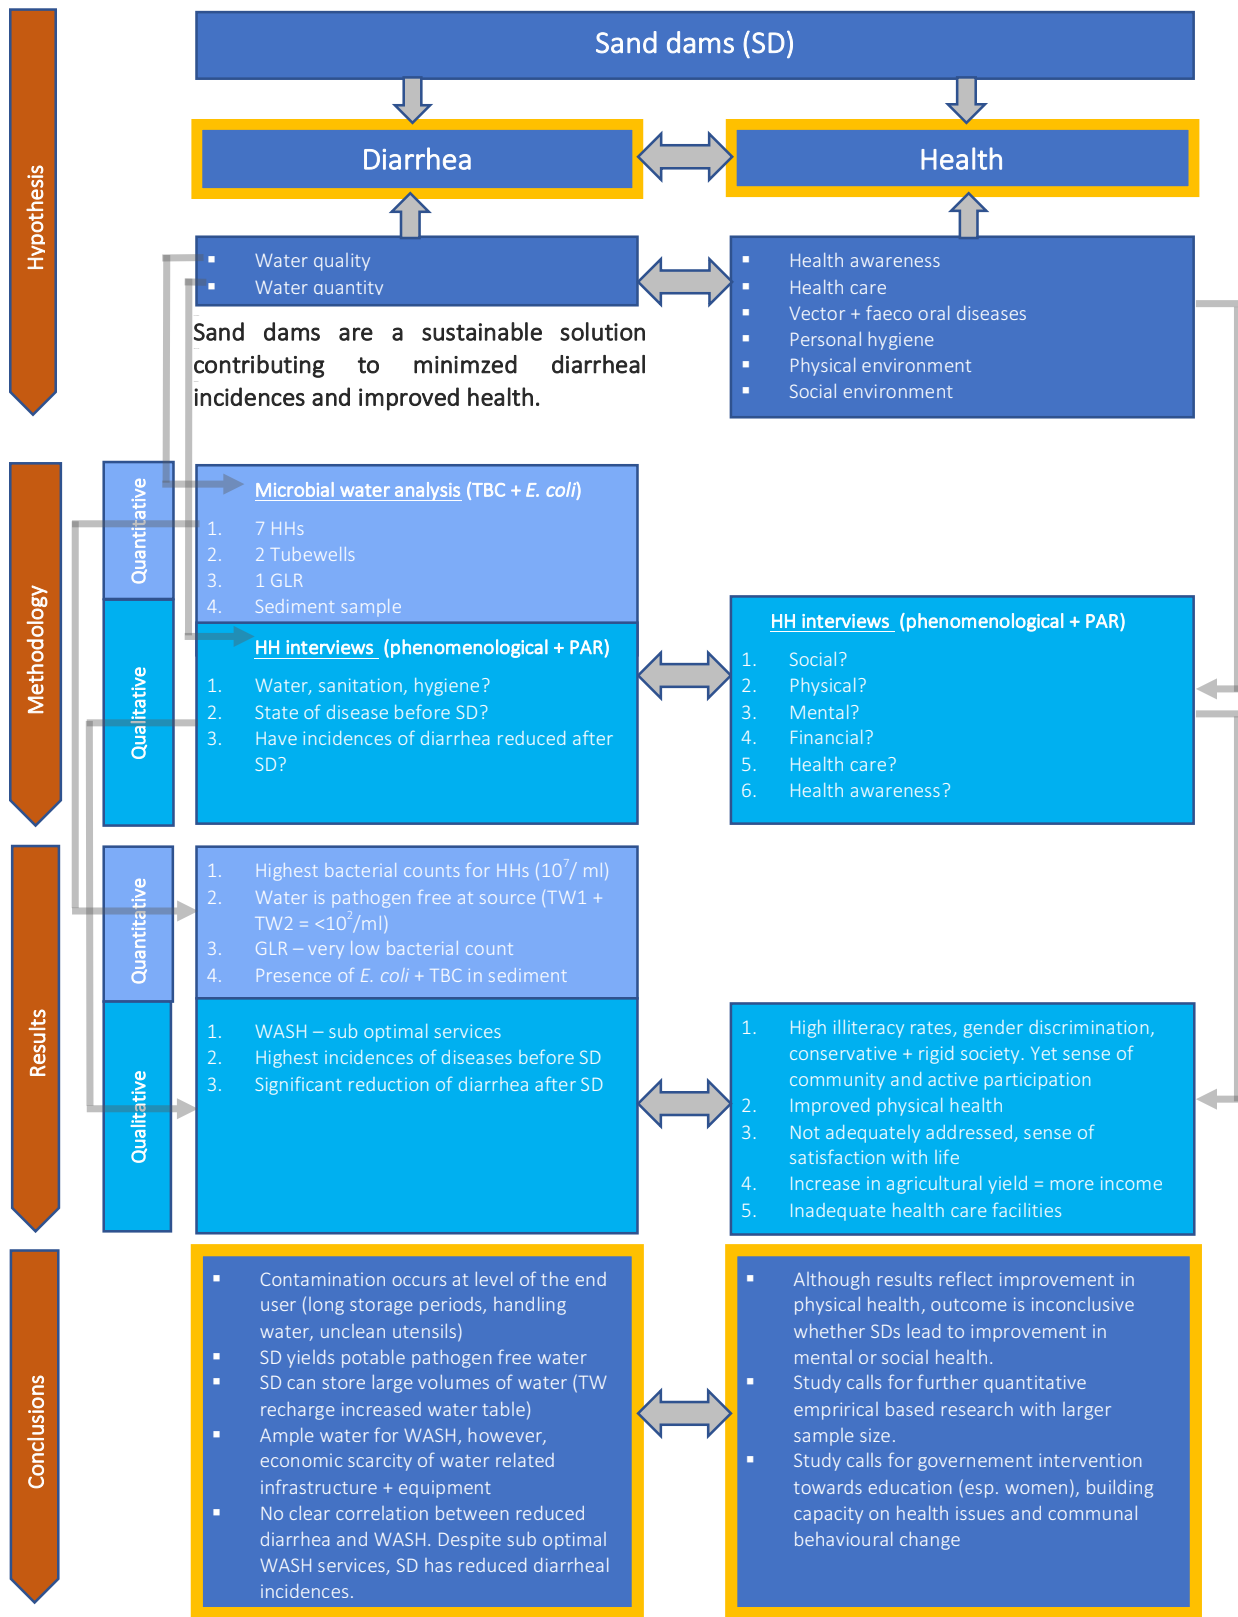 Sand dams (SD)
Hypothesis
Diarrhea
Health
▪ Water quality
▪ Water quantity
▪ Health awareness
▪ Health care
▪ Vector + faeco oral diseases
▪ Personal hygiene
▪ Physical environment
▪ Social environment
Sand dams are a sustainable solution
contributing to minimzed diarrheal
incidences and improved health.
Methodology
Quantitative
Microbial water analysis (TBC + E. coli)
1. 7 HHs
2. 2 Tubewells
3. 1 GLR
4. Sediment sample
Qualitative
HH interviews (phenomenological + PAR)
1. Water, sanitation, hygiene?
2. State of disease before SD?
3. Have incidences of diarrhea reduced after
SD?
HH interviews (phenomenological + PAR)
1. Social?
2. Physical?
3. Mental?
4. Financial?
5. Health care?
6. Health awareness?
Results
Quantitative
1. Highest bacterial counts for HHs (10⁷/ ml)
2. Water is pathogen free at source (TW1 +
TW2 = <10²/ml)
3. GLR – very low bacterial count
4. Presence of E. coli + TBC in sediment
Qualitative
1. WASH – sub optimal services
2. Highest incidences of diseases before SD
3. Significant reduction of diarrhea after SD
1. High illiteracy rates, gender discrimination,
conservative + rigid society. Yet sense of
community and active participation
2. Improved physical health
3. Not adequately addressed, sense of
satisfaction with life
4. Increase in agricultural yield = more income
5. Inadequate health care facilities
Conclusions
▪ Contamination occurs at level of the end
user (long storage periods, handling
water, unclean utensils)
▪ SD yields potable pathogen free water
▪ SD can store large volumes of water (TW
recharge increased water table)
▪ Ample water for WASH, however,
economic scarcity of water related
infrastructure + equipment
▪ No clear correlation between reduced
diarrhea and WASH. Despite sub optimal
WASH services, SD has reduced diarrheal
incidences.
▪ Although results reflect improvement in
physical health, outcome is inconclusive
whether SDs lead to improvement in
mental or social health.
▪ Study calls for further quantitative
emprirical based research with larger
sample size.
▪ Study calls for governement intervention
towards education (esp. women), building
capacity on health issues and communal
behavioural change